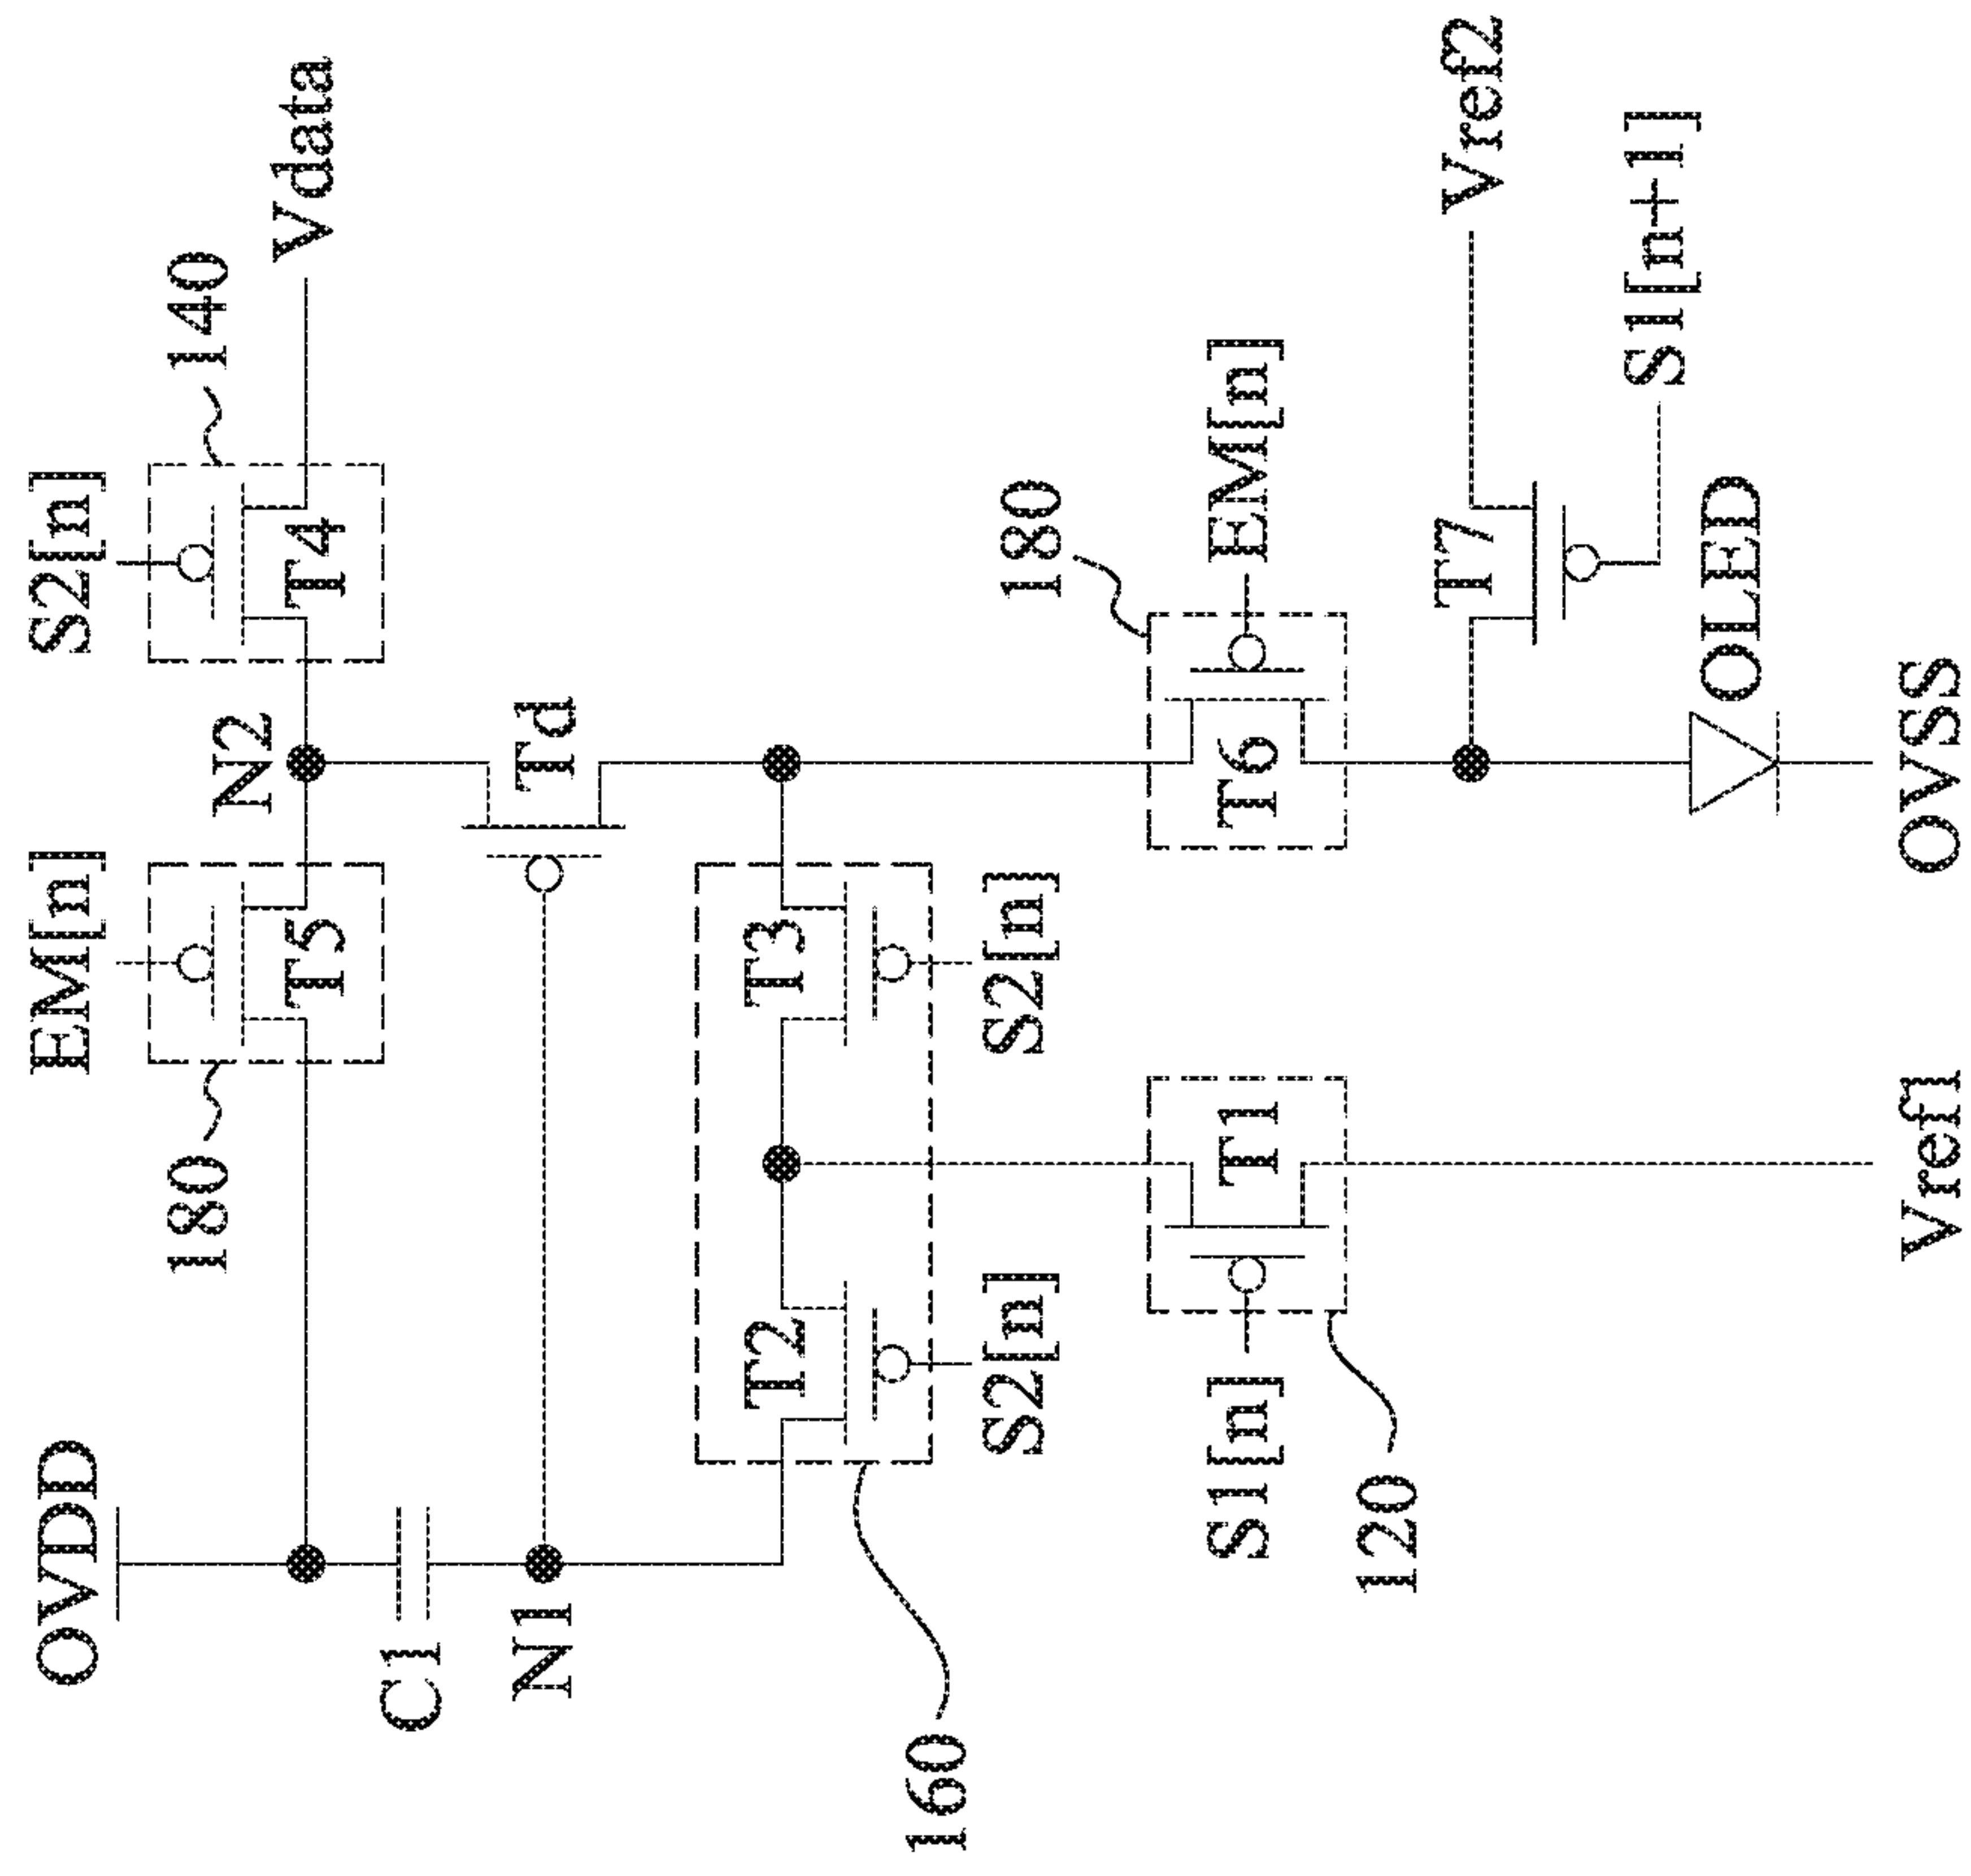 OVDD
EM[n]
S2[n]
180
140
T5
T4
N2
Vdata
C1
N1
Td
T2
T3
160
S2[n]
S2[n]
180
S1[n]
T1
T6
EM[n]
120
T7
Vref2
S1[n+1]
OLED
Vref1
OVSS